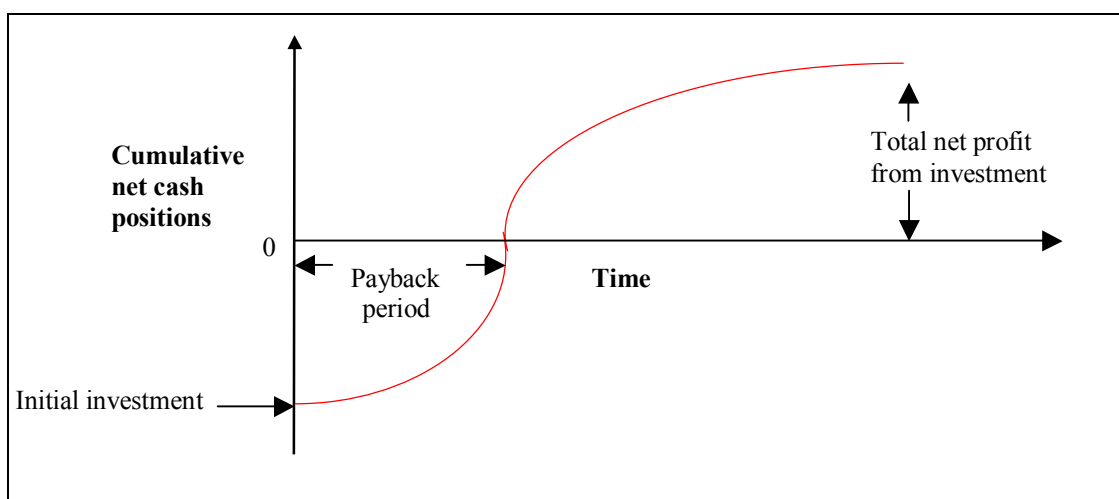 Cumulative
net cash
positions
Total net profit
from investment
0
Payback
period
Time
Initial investment